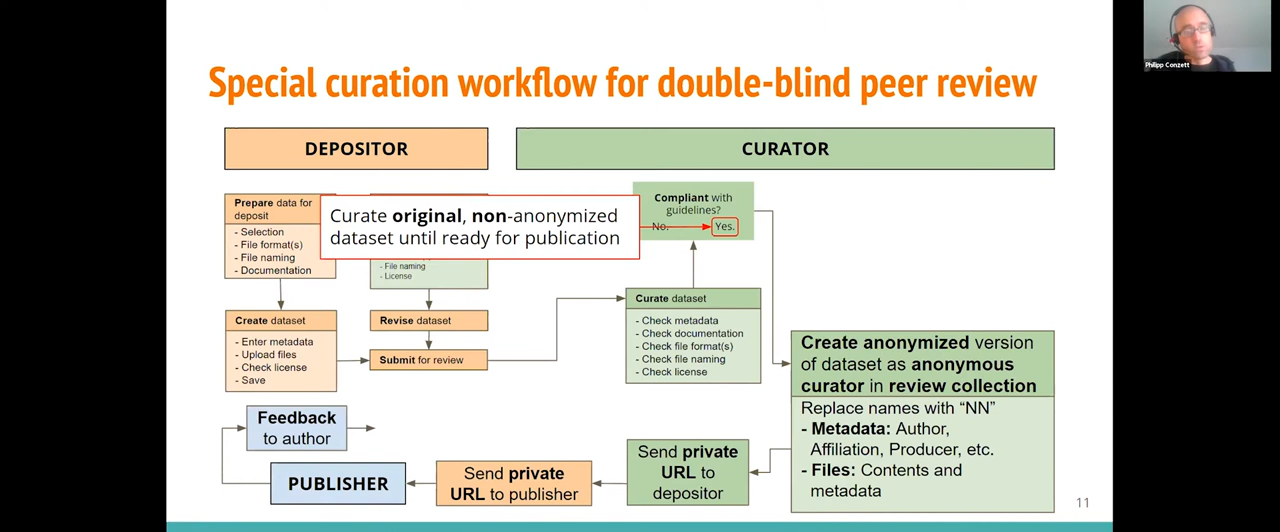 Philipp Conzett
Special curation workflow for double-blind peer review
DEPOSITOR
CURATOR
Prepare data for
deposit
- Selection
- File format(s)
- File naming
- Documentation
Curate original, non-anonymized
dataset until ready for publication
- File naming
- License
Compliant with
guidelines?
No.
Yes.
Create dataset
- Enter metadata
- Upload files
- Check license
- Save
Revise dataset
Submit for review
Curate dataset
- Check metadata
- Check documentation
- Check file format(s)
- Check file naming
- Check license
Create anonymized version
of dataset as anonymous
curator in review collection
Replace names with “NN”
- Metadata: Author,
Affiliation, Producer, etc.
- Files: Contents and
metadata
Send private
URL to
depositor
Send private
URL to publisher
PUBLISHER
Feedback
to author
11